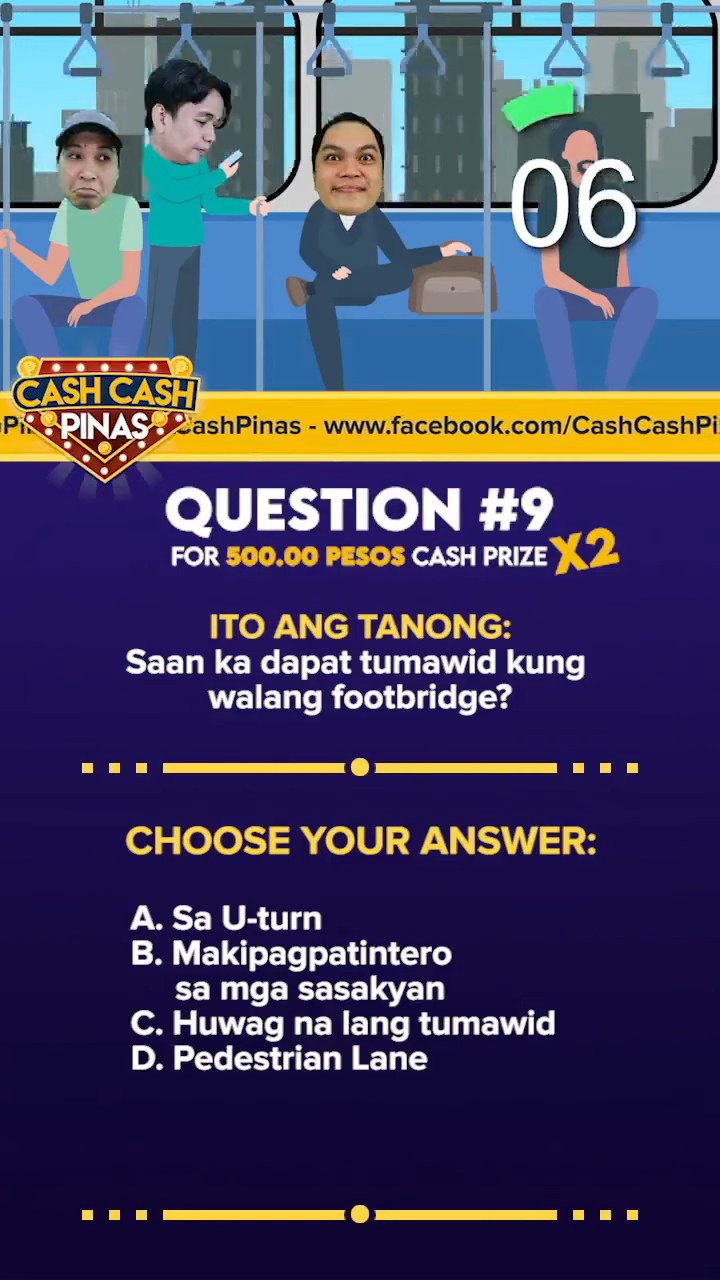 06
CASH CASH
PINAS
CashPinas - www.facebook.com/CashCashPi
QUESTION #9
FOR 500.00 PESOS CASH PRIZE X2
ITO ANG TANONG:
Saan ka dapat tumawid kung
walang footbridge?
CHOOSE YOUR ANSWER:
A. Sa U-turn
B. Makipagpatintero
sa mga sasakyan
C. Huwag na lang tumawid
D. Pedestrian Lane